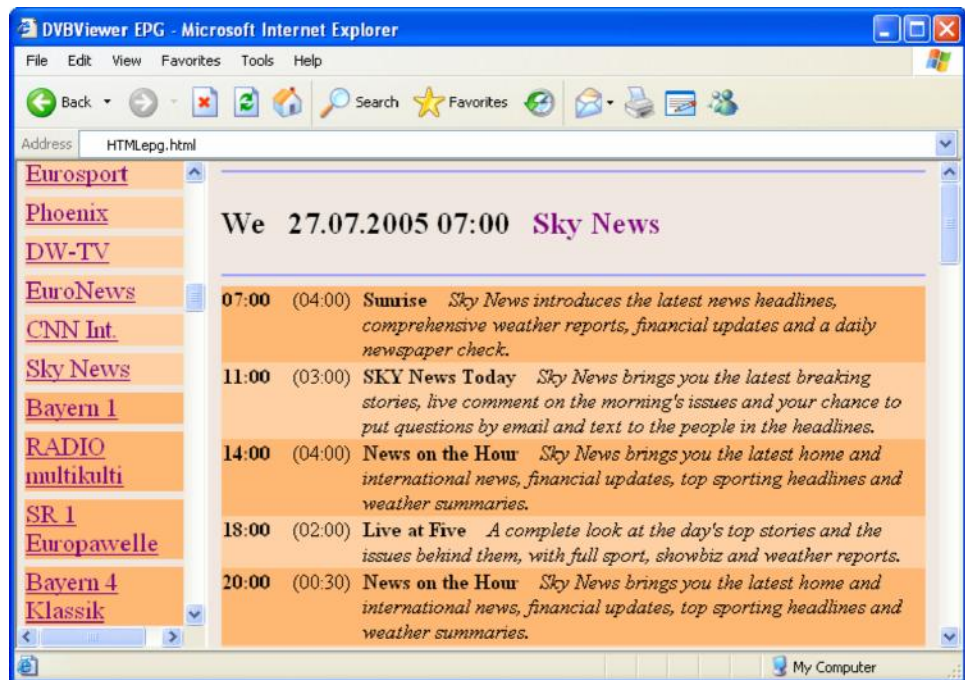 DVBViewer EPG - Microsoft Internet Explorer
File Edit View Favorites Tools Help
Back Search Favorites
Address HTMLepg.html
Eurosport
Phoenix
DW-TV
EuroNews
CNN Int.
Sky News
Bayern 1
RADIO
multikulti
SR 1
Europawelle
Bayern 4
Klassik
We 27.07.2005 07:00 Sky News
07:00 (04:00) Sunrise Sky News introduces the latest news headlines,
comprehensive weather reports, financial updates and a daily
newspaper check.
11:00 (03:00) SKY News Today Sky News brings you the latest breaking
stories, live comment on the morning's issues and your chance to
put questions by email and text to the people in the headlines.
14:00 (04:00) News on the Hour Sky News brings you the latest home and
international news, financial updates, top sporting headlines and
weather summaries.
18:00 (02:00) Live at Five A complete look at the day's top stories and the
issues behind them, with full sport, showbiz and weather reports.
20:00 (00:30) News on the Hour Sky News brings you the latest home and
international news, financial updates, top sporting headlines and
weather summaries.
My Computer